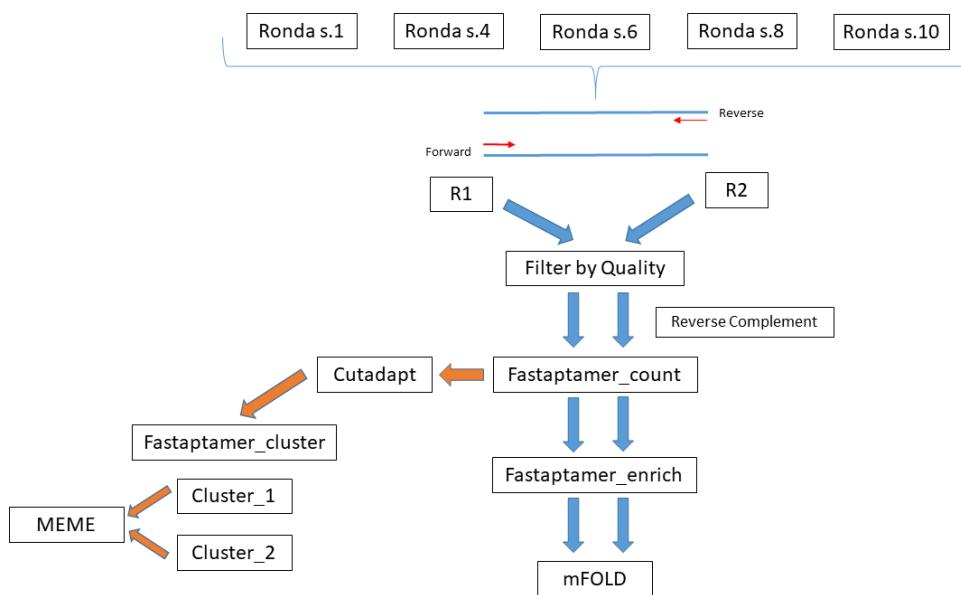 Ronda s.1
Ronda s.4
Ronda s.6
Ronda s.8
Ronda s.10
Reverse
Forward
R1
R2
Filter by Quality
Reverse Complement
Cutadapt
Fastaptamer_count
Fastaptamer_cluster
Fastaptamer_enrich
Cluster_1
MEME
Cluster_2
mFOLD